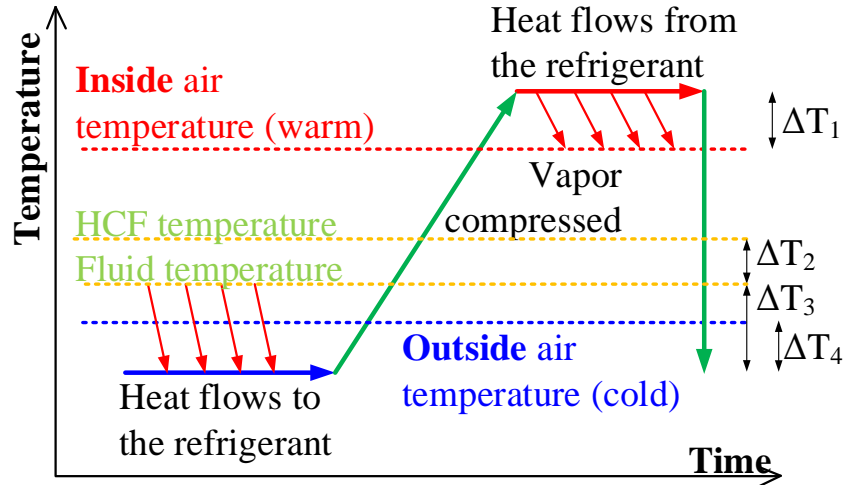 Temperature
Heat flows from
the refrigerant
Inside air
temperature (warm)
ΔT1
Vapor
compressed
HCF temperature
Fluid temperature
ΔT2
ΔT3
Outside air
temperature (cold)
ΔT4
Heat flows to
the refrigerant
Time